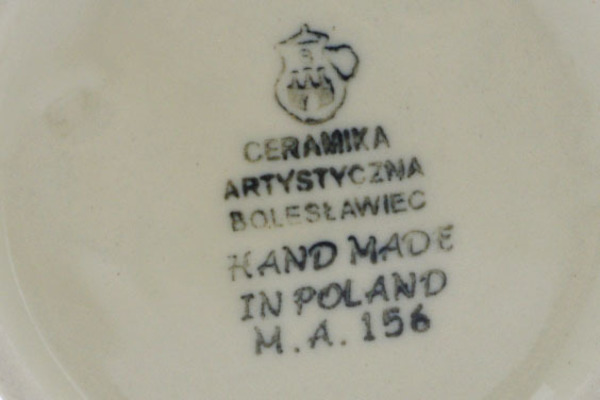 CERAMIKA
ARTYSTYCZNA
BOLESŁAWIEC
HAND MADE
IN POLAND
M.A.156